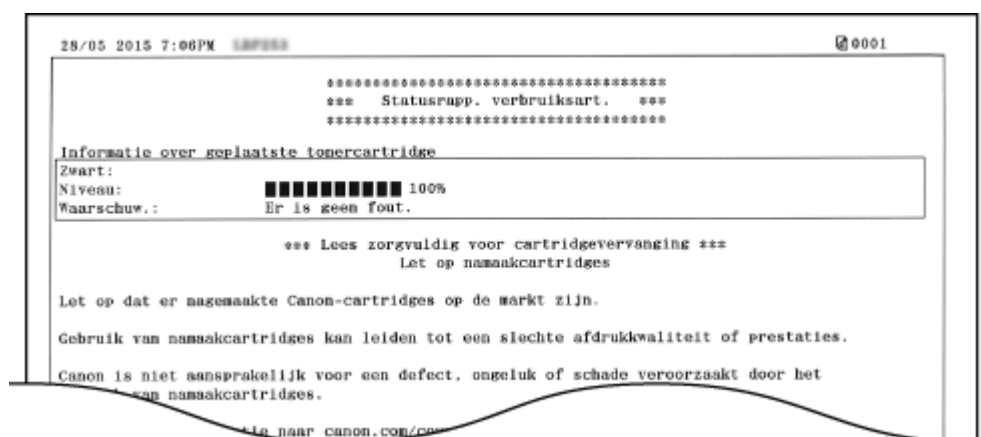 28/05 2015 7:06PM 0001
*************************************
*** Statusrapp. verbruiksart. ***
*************************************
Informatie over geplaatste tonercartridge
Zwart:
Niveau: 100%
Waarschuw.: Er is geen fout.
*** Lees zorgvuldig voor cartridgevervanging ***
Let op namaakcartridges
Let op dat er nagemaakte Canon-cartridges op de markt zijn.
Gebruik van namaakcartridges kan leiden tot een slechte afdrukkwaliteit of prestaties.
Canon is niet aansprakelijk voor een defect, ongeluk of schade veroorzaakt door het
van namaakcartridges.
naar canon.com/